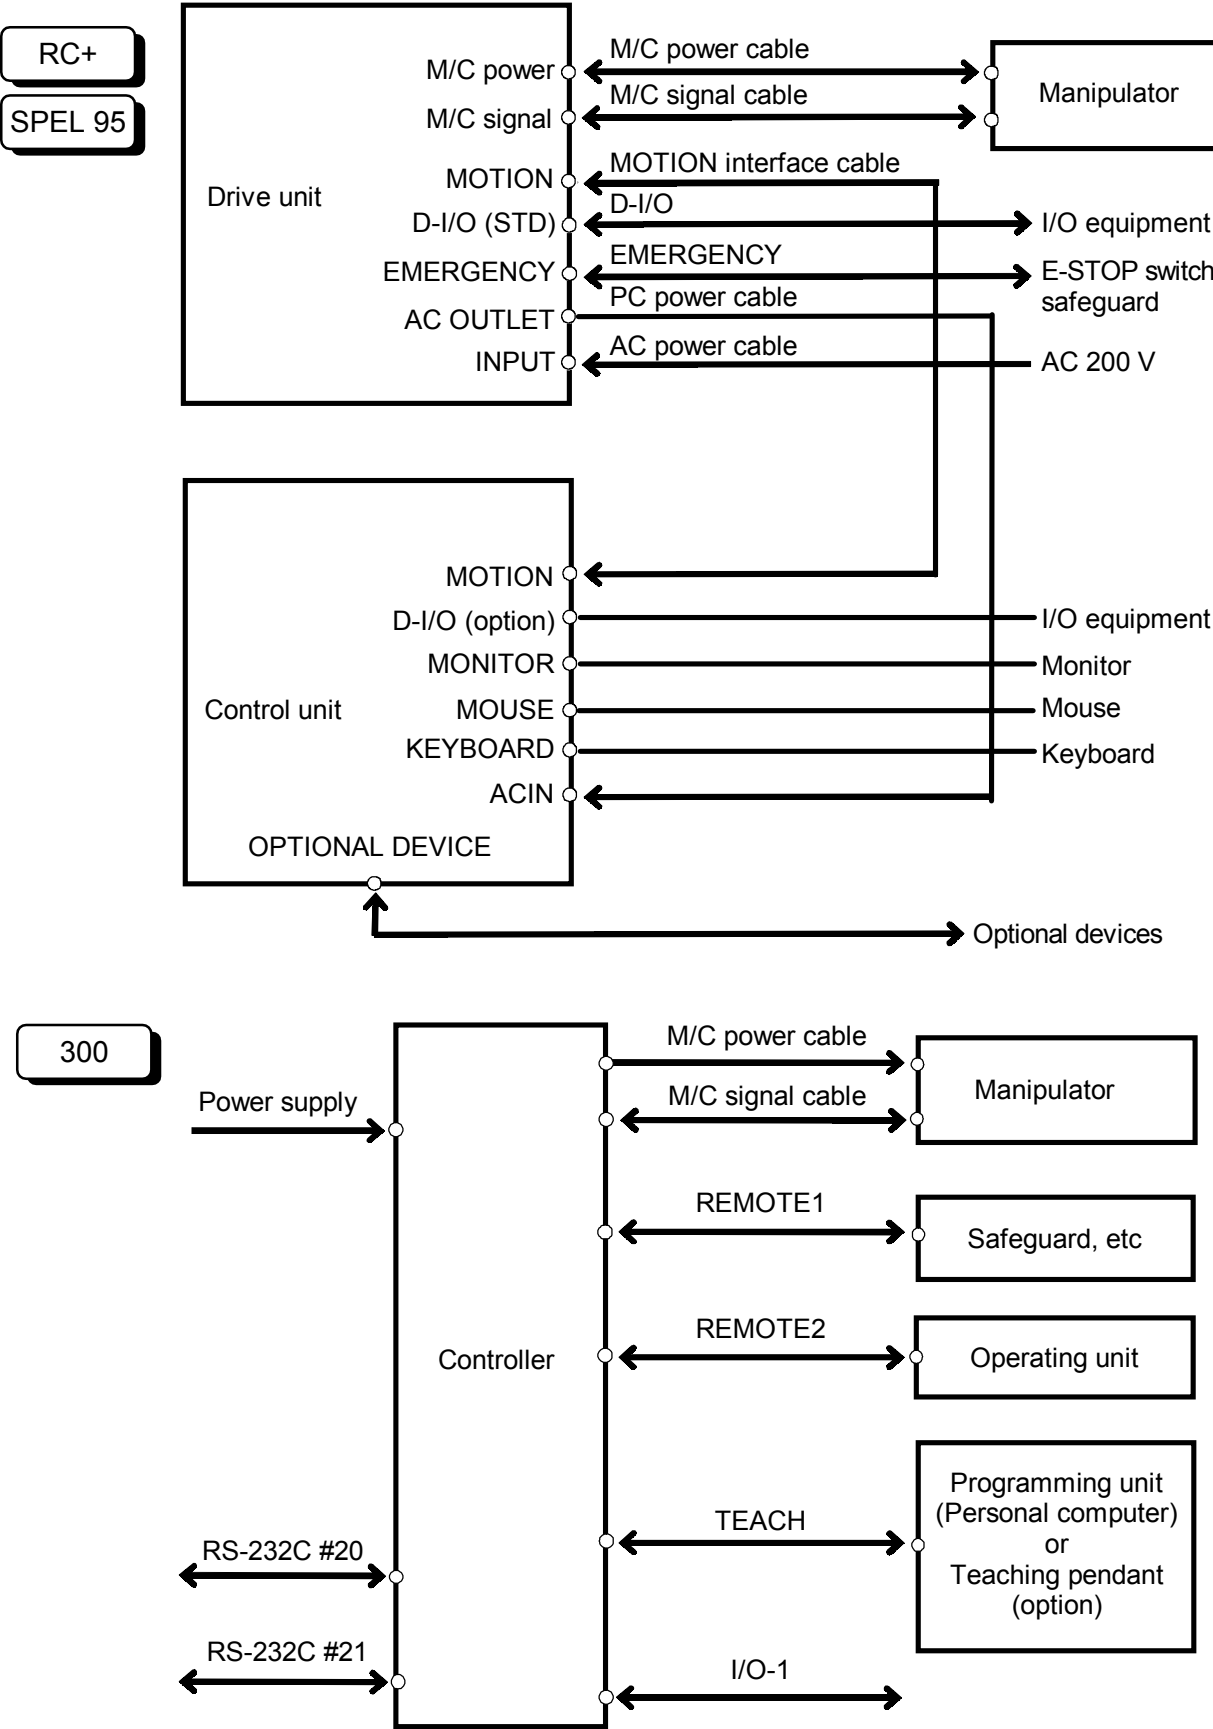 RC+
SPEL 95
Drive unit
M/C power
M/C signal
MOTION
D-I/O (STD)
EMERGENCY
AC OUTLET
INPUT
M/C power cable
M/C signal cable
MOTION interface cable
D-I/O
EMERGENCY
PC power cable
AC power cable
Manipulator
I/O equipment
E-STOP switch
safeguard
AC 200 V
Control unit
MOTION
D-I/O (option)
MONITOR
MOUSE
KEYBOARD
ACIN
OPTIONAL DEVICE
I/O equipment
Monitor
Mouse
Keyboard
Optional devices
300
Power supply
RS-232C #20
RS-232C #21
Controller
M/C power cable
M/C signal cable
Manipulator
REMOTE1
Safeguard, etc
REMOTE2
Operating unit
TEACH
Programming unit
(Personal computer)
or
Teaching pendant
(option)
I/O-1